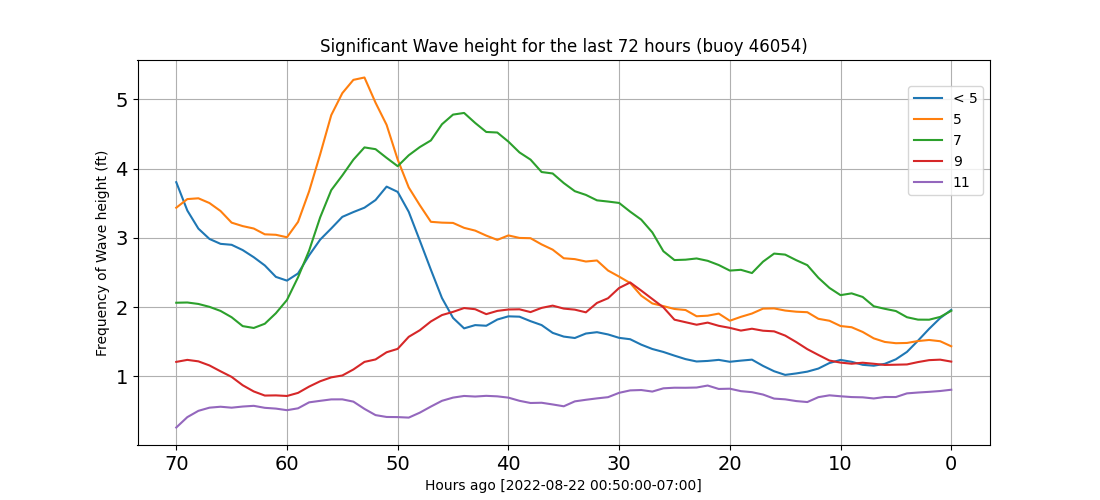 Significant Wave height for the last 72 hours (buoy 46054)
Frequency of Wave height (ft)
5
4
3
2
1
< 5
5
7
9
11
70 60 50 40 30 20 10 0
Hours ago [2022-08-22 00:50:00-07:00]